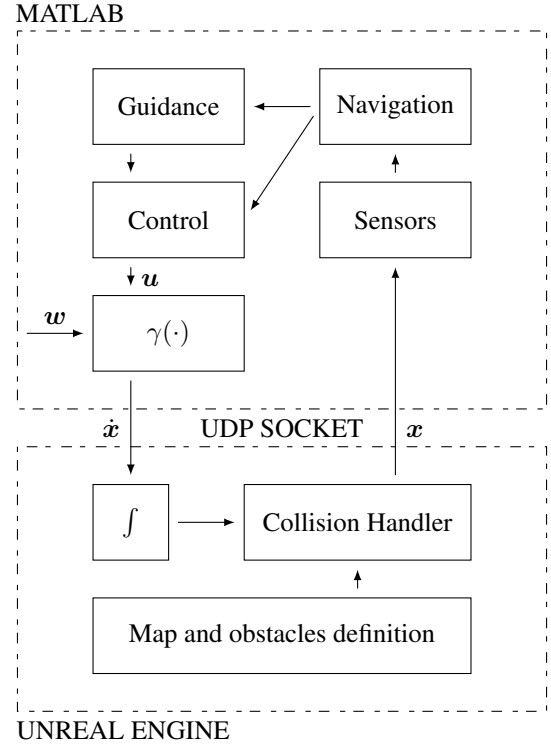 MATLAB
Guidance
Navigation
Control
Sensors
u
w
γ(·)
ẋ
UDP SOCKET
x
∫
Collision Handler
Map and obstacles definition
UNREAL ENGINE